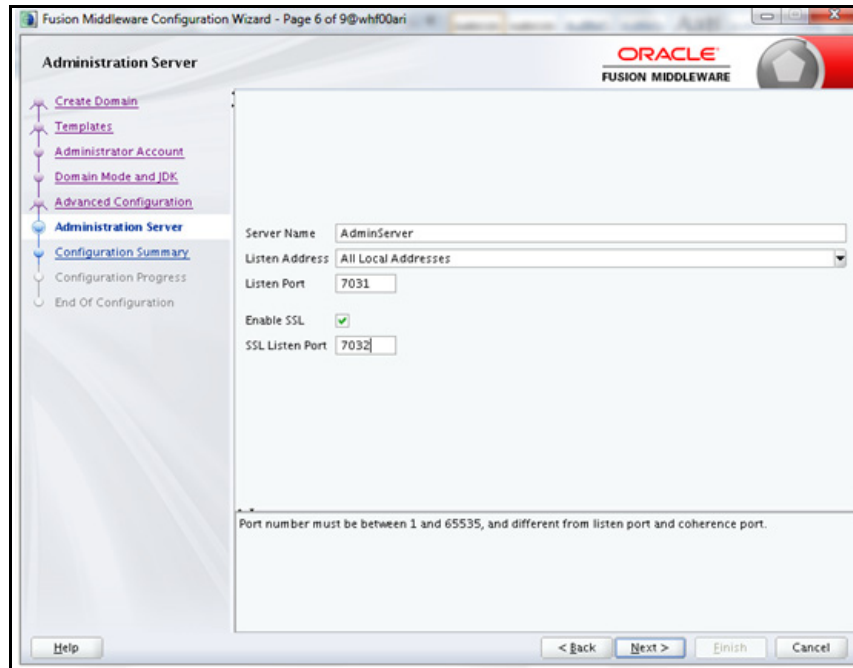 Fusion Middleware Configuration Wizard - Page 6 of 9@whf00ari
Administration Server
ORACLE
FUSION MIDDLEWARE
Create Domain
Templates
Administrator Account
Domain Mode and JDK
Advanced Configuration
Administration Server
Configuration Summary
Configuration Progress
End Of Configuration
Server Name AdminServer
Listen Address All Local Addresses
Listen Port 7031
Enable SSL
SSL Listen Port 7032
Port number must be between 1 and 65535, and different from listen port and coherence port.
Help
< Back Next > Finish Cancel